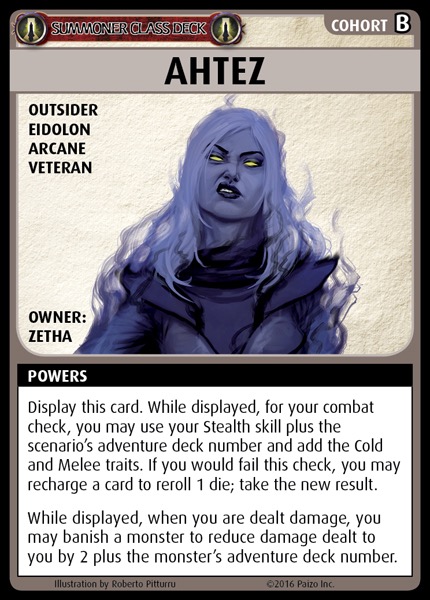 SUMMONER CLASS DECK
COHORT B
AHTEZ
OUTSIDER
EIDOLON
ARCANE
VETERAN
OWNER:
ZETHA
POWERS
Display this card. While displayed, for your combat
check, you may use your Stealth skill plus the
scenario's adventure deck number and add the Cold
and Melee traits. If you would fail this check, you may
recharge a card to reroll 1 die; take the new result.
While displayed, when you are dealt damage, you
may banish a monster to reduce damage dealt to
you by 2 plus the monster's adventure deck number.
Illustration by Roberto Pitturru ©2016 Paizo Inc.